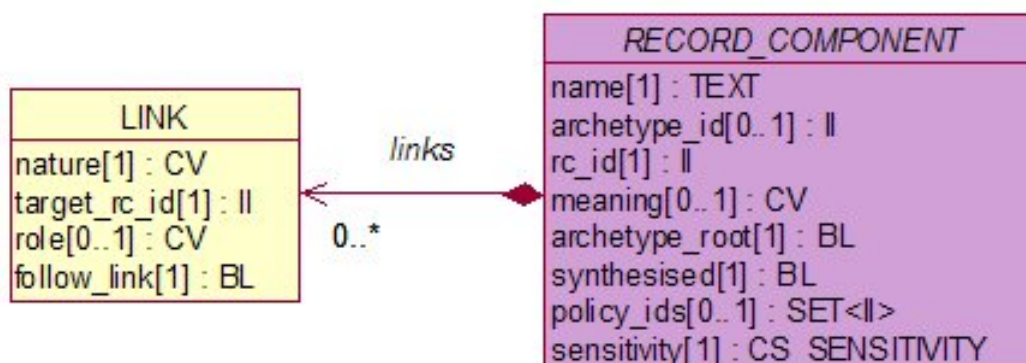 LINK
nature[1] : CV
target_rc_id[1] : II
role[0..1] : CV
follow_link[1] : BL
links
0..*
RECORD_COMPONENT
name[1] : TEXT
archetype_id[0..1] : II
rc_id[1] : II
meaning[0..1] : CV
archetype_root[1] : BL
synthesised[1] : BL
policy_ids[0..1] : SET<II>
sensitivity[1] : CS_SENSITIVITY